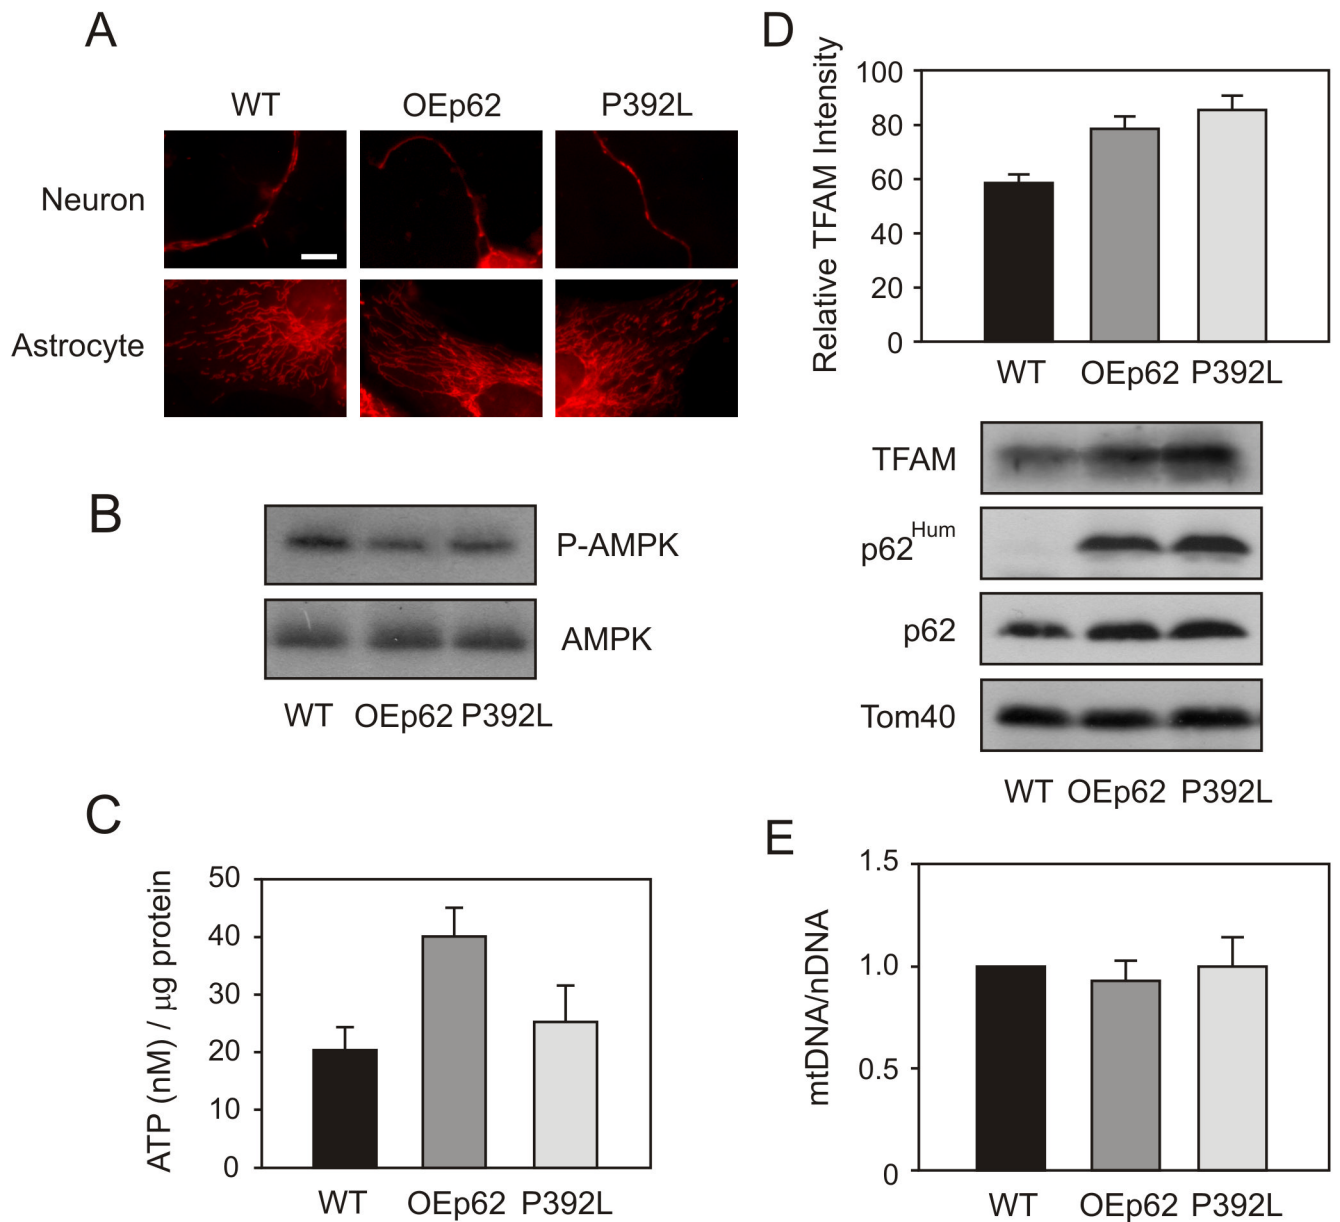 A
WT OEp62 P392L
Neuron
Astrocyte
B
P-AMPK
AMPK
WT OEp62 P392L
C
ATP (nM) / µg protein
50
40
30
20
10
0
WT OEp62 P392L
D
Relative TFAM Intensity
100
80
60
40
20
0
WT OEp62 P392L
TFAM
p62Hum
p62
Tom40
WT OEp62 P392L
E
mtDNA/nDNA
1.5
1.0
0.5
0
WT OEp62 P392L